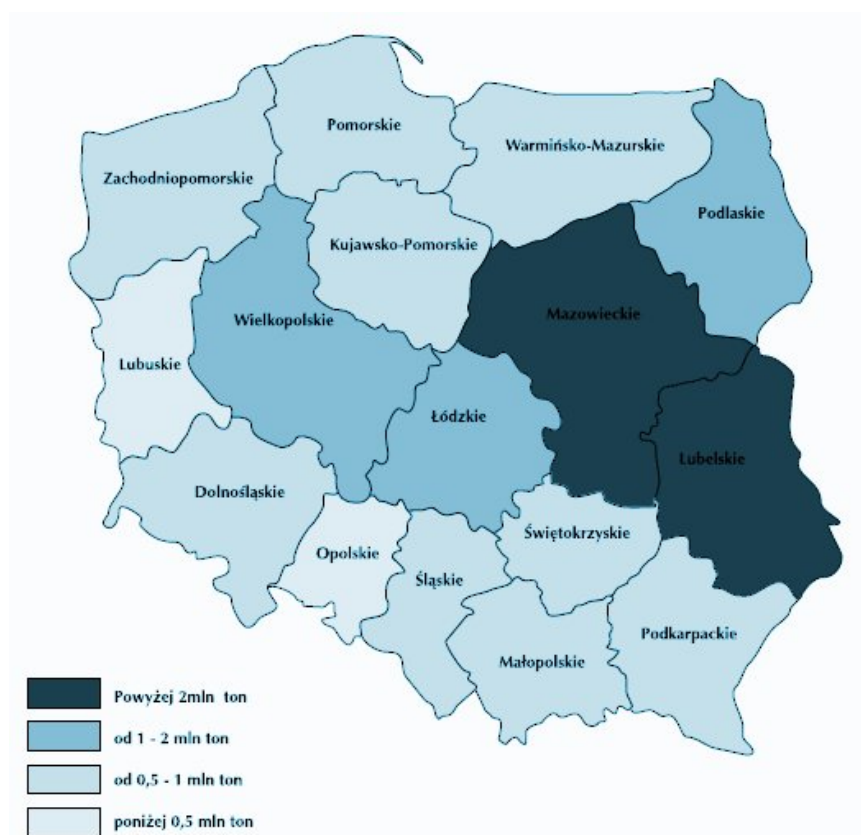 Pomorskie
Warmińsko-Mazurskie
Zachodniopomorskie
Podlaskie
Kujawsko-Pomorskie
Mazowieckie
Wielkopolskie
Lubuskie
Łódzkie
Lubelskie
Dolnośląskie
Świętokrzyskie
Opolskie
Śląskie
Podkarpackie
Małopolskie
Powyżej 2mln ton
od 1 - 2 mln ton
od 0,5 - 1 mln ton
poniżej 0,5 mln ton